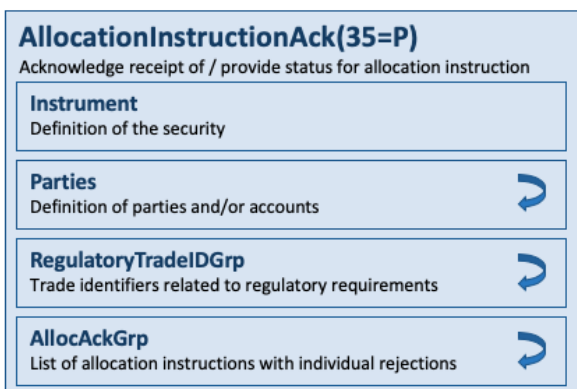 AllocationInstructionAck(35=P)
Acknowledge receipt of / provide status for allocation instruction
Instrument
Definition of the security
Parties
Definition of parties and/or accounts
RegulatoryTradeIDGrp
Trade identifiers related to regulatory requirements
AllocAckGrp
List of allocation instructions with individual rejections